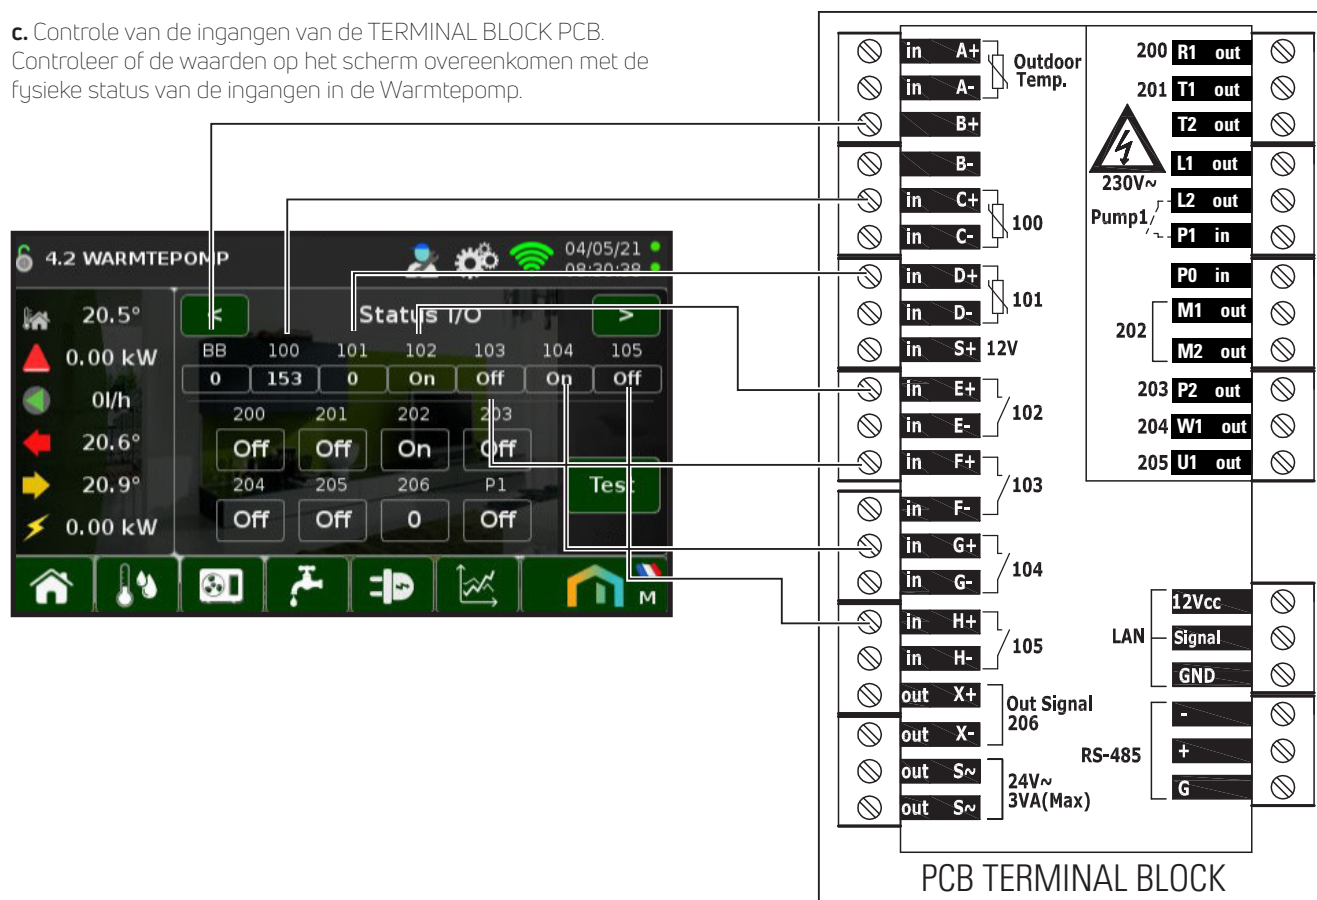 c. Controle van de ingangen van de TERMINAL BLOCK PCB.
Controleer of de waarden op het scherm overeenkomen met de
fysieke status van de ingangen in de Warmtepomp.
4.2 WARMTEPOMP
04/05/21
08:30:38
20.5°
0.00 kW
0l/h
20.6°
20.9°
0.00 kW
<
Status I/O
>
BB 100 101 102 103 104 105
0 153 0 On Off On Off
200 201 202 203
Off Off On Off
204 205 206 P1
Off Off 0 Off
Test
M
in A+
in A-
Outdoor
Temp.
B+
B-
in C+
in C-
100
in D+
in D-
101
in S+ 12V
in E+
in E-
102
in F+
in F-
103
in G+
in G-
104
in H+
in H-
105
out X+
out X-
Out Signal
206
out S~
out S~
24V~
3VA(Max)
200 R1 out
201 T1 out
T2 out
230V~
L1 out
L2 out
Pump1
P1 in
P0 in
M1 out
202
M2 out
203 P2 out
204 W1 out
205 U1 out
12Vcc
LAN
Signal
GND
-
RS-485
+
G
PCB TERMINAL BLOCK